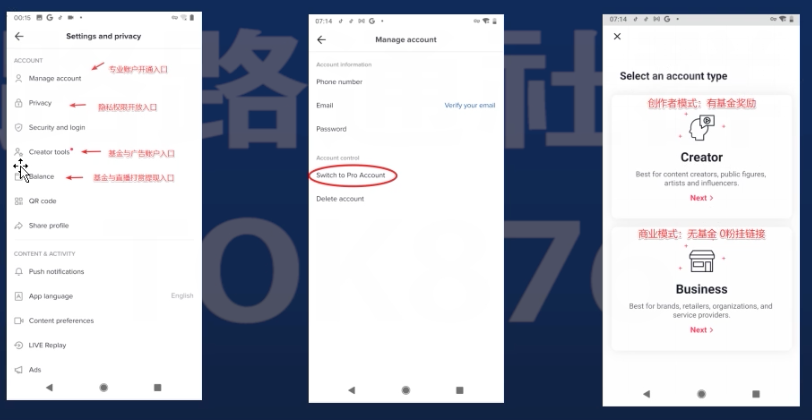 00:15
Settings and privacy
ACCOUNT
Manage account
专业账户开通入口
Privacy
隐私权限开放入口
Security and login
Creator tools
基金与广告账户入口
Balance
基金与直播打赏提现入口
QR code
Share profile
CONTENT & ACTIVITY
Push notifications
App language
English
Content preferences
LIVE Replay
Ads
07:14
Manage account
Account information
Phone number
Email
Verify your email
Password
Account control
Switch to Pro Account
Delete account
07:14
Select an account type
创作者模式：有基金奖励
Creator
Best for content creators, public figures,
artists and influencers.
Next >
商业模式：无基金 0粉挂链接
Business
Best for brands, retailers, organizations, and
service providers.
Next >
路
社